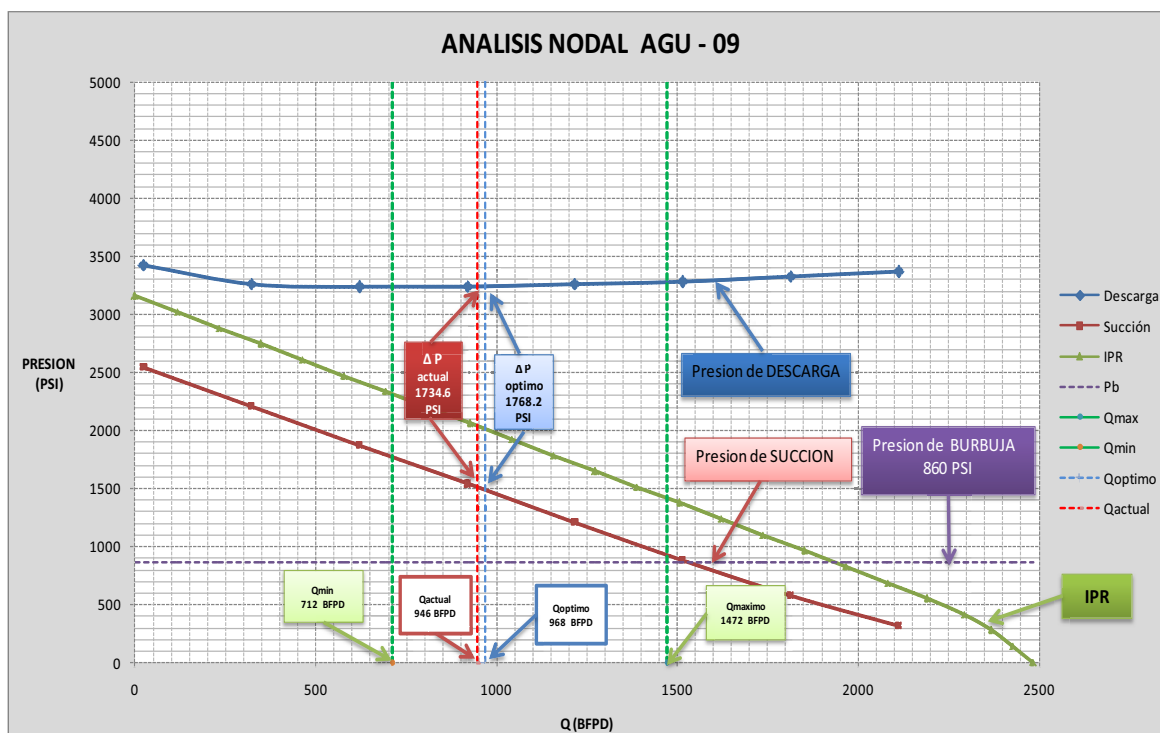 ANALISIS NODAL AGU - 09
5000
4500
4000
3500
3000
2500
2000
1500
1000
500
0
PRESION
(PSI)
Δ P
actual
1734.6
PSI
Δ P
optimo
1768.2
PSI
Presion de DESCARGA
Presion de SUCCION
Presion de BURBUJA
860 PSI
Qmin
712 BFPD
Qactual
946 BFPD
Qoptimo
968 BFPD
Qmaximo
1472 BFPD
IPR
Descarga
Succión
IPR
Pb
Qmax
Qmin
Qoptimo
Qactual
0
500
1000
1500
2000
2500
Q (BFPD)